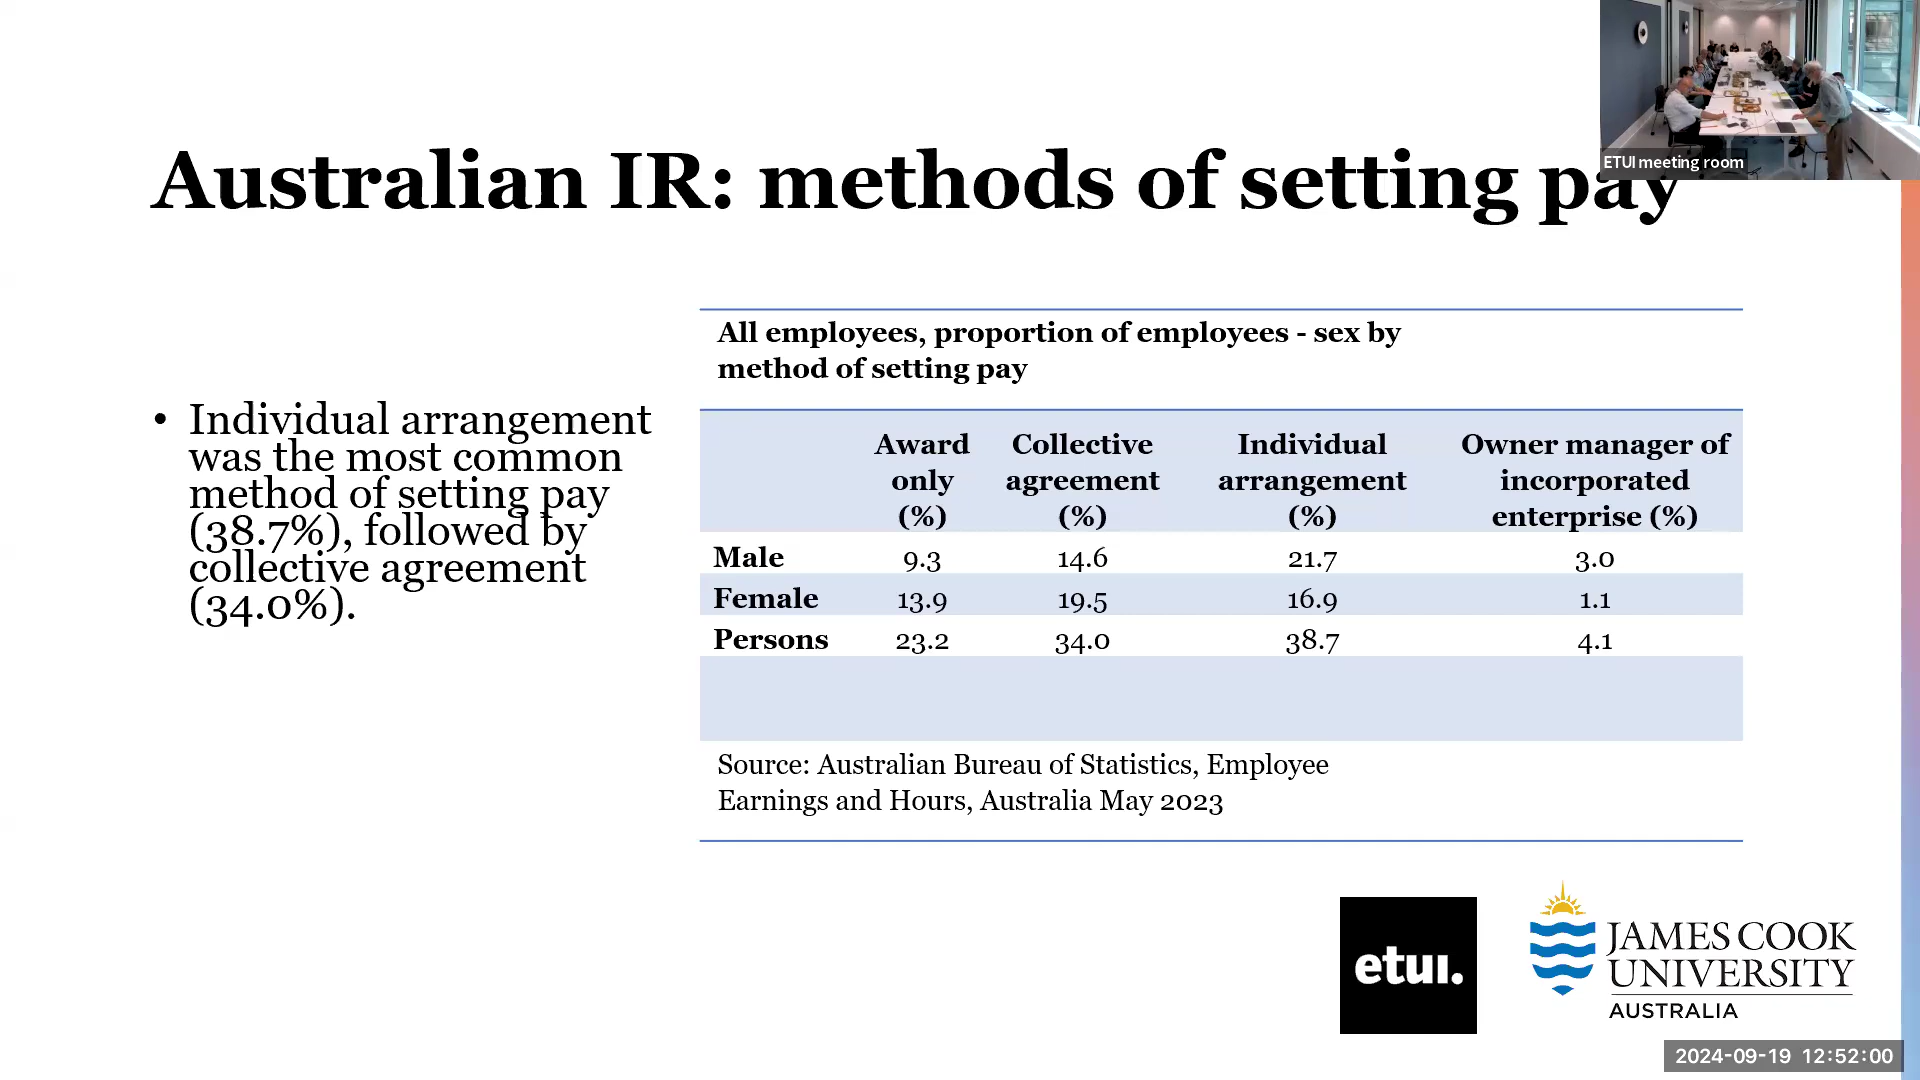 ETUI meeting room
Australian IR: methods of setting pay
• Individual arrangement
was the most common
method of setting pay
(38.7%), followed by
collective agreement
(34.0%).
All employees, proportion of employees - sex by
method of setting pay
Award only (%) Collective agreement (%) Individual arrangement (%) Owner manager of incorporated enterprise (%)
Male 9.3 14.6 21.7 3.0
Female 13.9 19.5 16.9 1.1
Persons 23.2 34.0 38.7 4.1
Source: Australian Bureau of Statistics, Employee
Earnings and Hours, Australia May 2023
etui.
JAMES COOK
UNIVERSITY
AUSTRALIA
2024-09-19 12:52:00